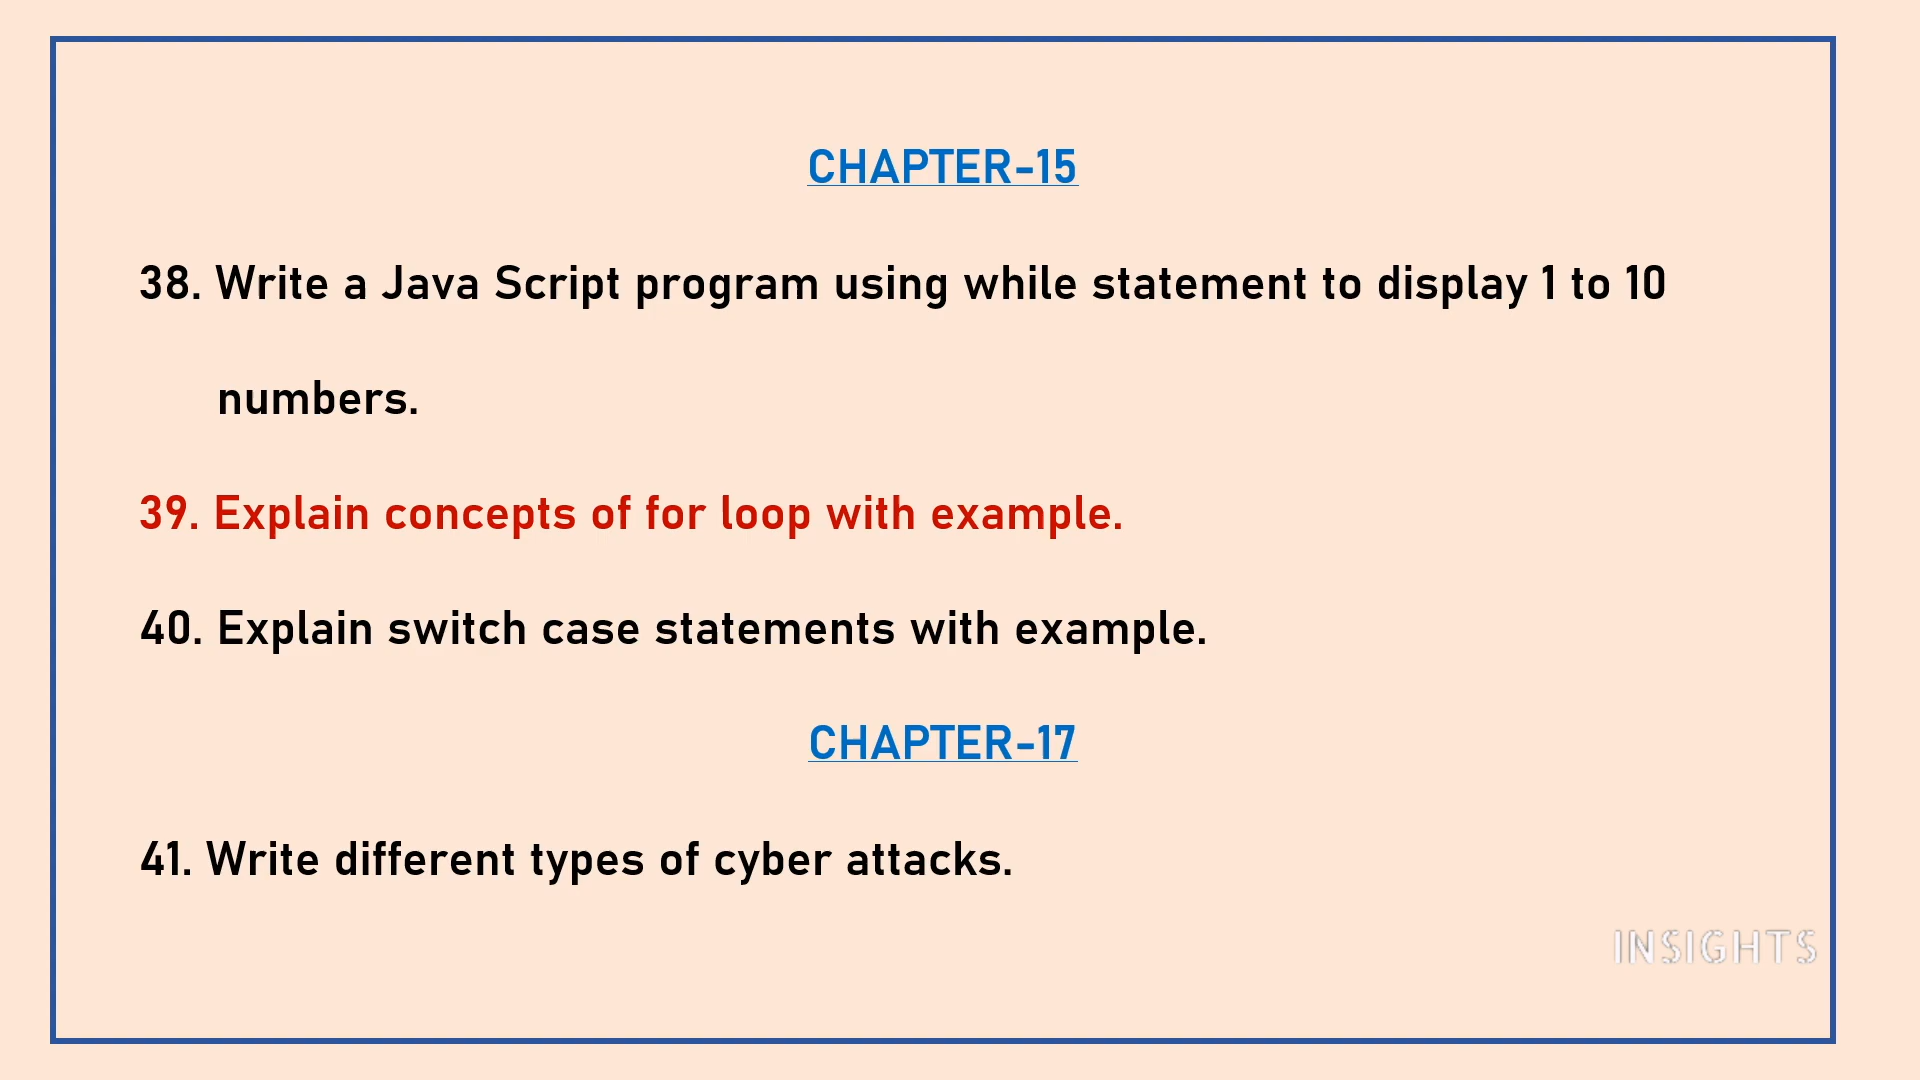 CHAPTER-15
38. Write a Java Script program using while statement to display 1 to 10
numbers.
39. Explain concepts of for loop with example.
40. Explain switch case statements with example.
CHAPTER-17
41. Write different types of cyber attacks.
INSIGHTS